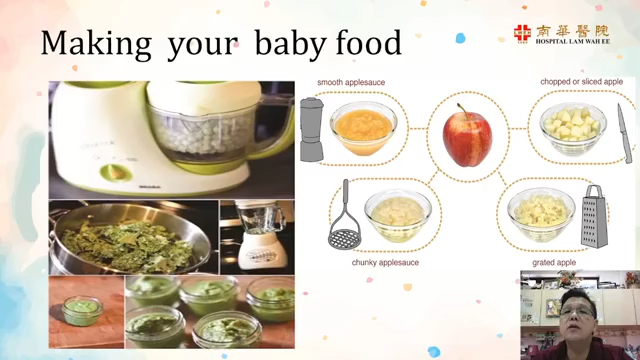 Making your baby food
南華醫院
HOSPITAL LAM WAH EE
smooth applesauce
chopped or sliced apple
chunky applesauce
grated apple